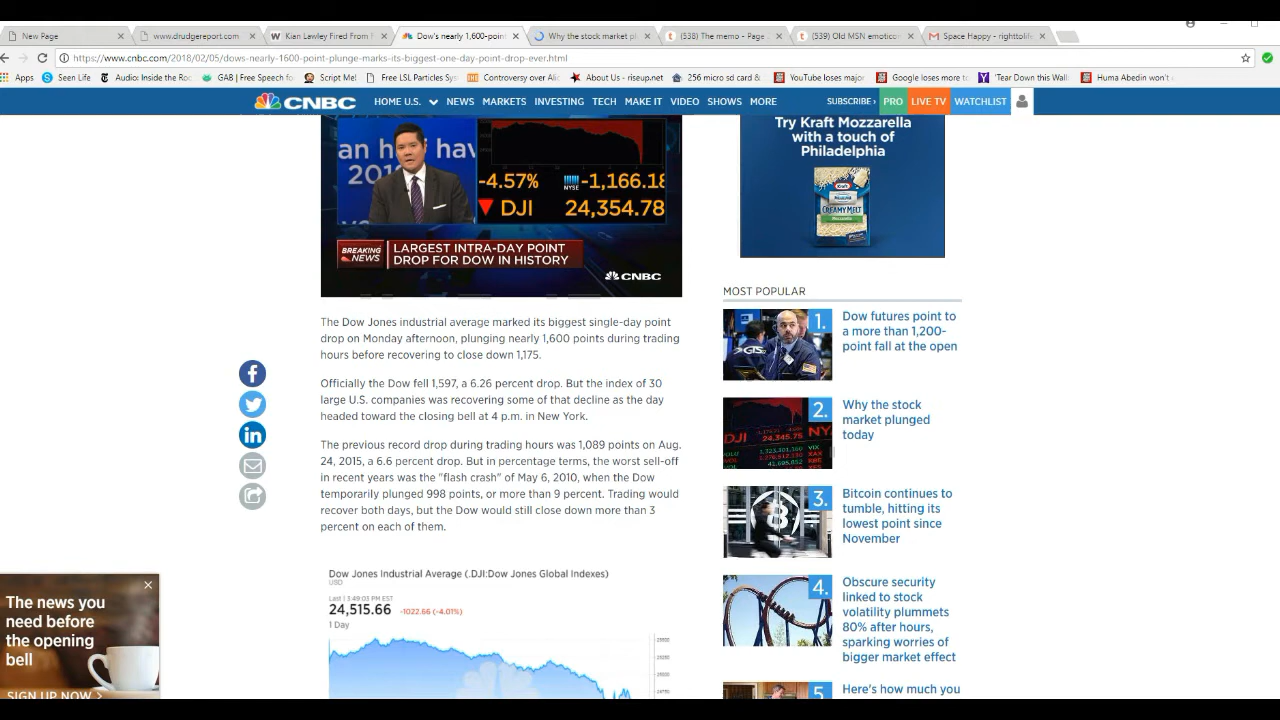 New Page
www.drudgereport.com
Kian Lawley Fired From H
Dow's nearly 1,600-poin
Why the stock market pl
(538) The memo - Page
(539) Old MSN emoticon
Space Happy - righttolife
https://www.cnbc.com/2018/02/05/dows-nearly-1600-point-plunge-marks-its-biggest-one-day-point-drop-ever.html
Apps
Seen Life
Audio: Inside the Roc
GAB | Free Speech fo
Script Me!
Free LSL Particles Sys
Controversy over Alic
About Us - riseup.net
256 micro sd card &
YouTube loses major
Google loses more to
'Tear Down this Wall
Huma Abedin won't
CNBC
HOME U.S.
NEWS
MARKETS
INVESTING
TECH
MAKE IT
VIDEO
SHOWS
MORE
SUBSCRIBE ›
PRO
LIVE TV
WATCHLIST
-4.57%
NYSE
-1,166.18
DJI
24,354.78
BREAKING NEWS
LARGEST INTRA-DAY POINT
DROP FOR DOW IN HISTORY
CNBC
The Dow Jones industrial average marked its biggest single-day point
drop on Monday afternoon, plunging nearly 1,600 points during trading
hours before recovering to close down 1,175.
Officially the Dow fell 1,597, a 6.26 percent drop. But the index of 30
large U.S. companies was recovering some of that decline as the day
headed toward the closing bell at 4 p.m. in New York.
The previous record drop during trading hours was 1,089 points on Aug.
24, 2015, a 6.6 percent drop. But in percentage terms, the worst sell-off
in recent years was the "flash crash" of May 6, 2010, when the Dow
temporarily plunged 998 points, or more than 9 percent. Trading would
recover both days, but the Dow would still close down more than 3
percent on each of them.
Dow Jones Industrial Average (.DJI:Dow Jones Global Indexes)
USD
Last | 3:49:03 PM EST
24,515.66
-1022.66 (-4.01%)
1 Day
Try Kraft Mozzarella
with a touch of
Philadelphia
Kraft
CREAMY MELT
MOST POPULAR
1.
Dow futures point to
a more than 1,200-
point fall at the open
2.
Why the stock
market plunged
today
3.
Bitcoin continues to
tumble, hitting its
lowest point since
November
4.
Obscure security
linked to stock
volatility plummets
80% after hours,
sparking worries of
bigger market effect
5.
Here's how much you
The news you
need before
the opening
bell
SIGN UP NOW >